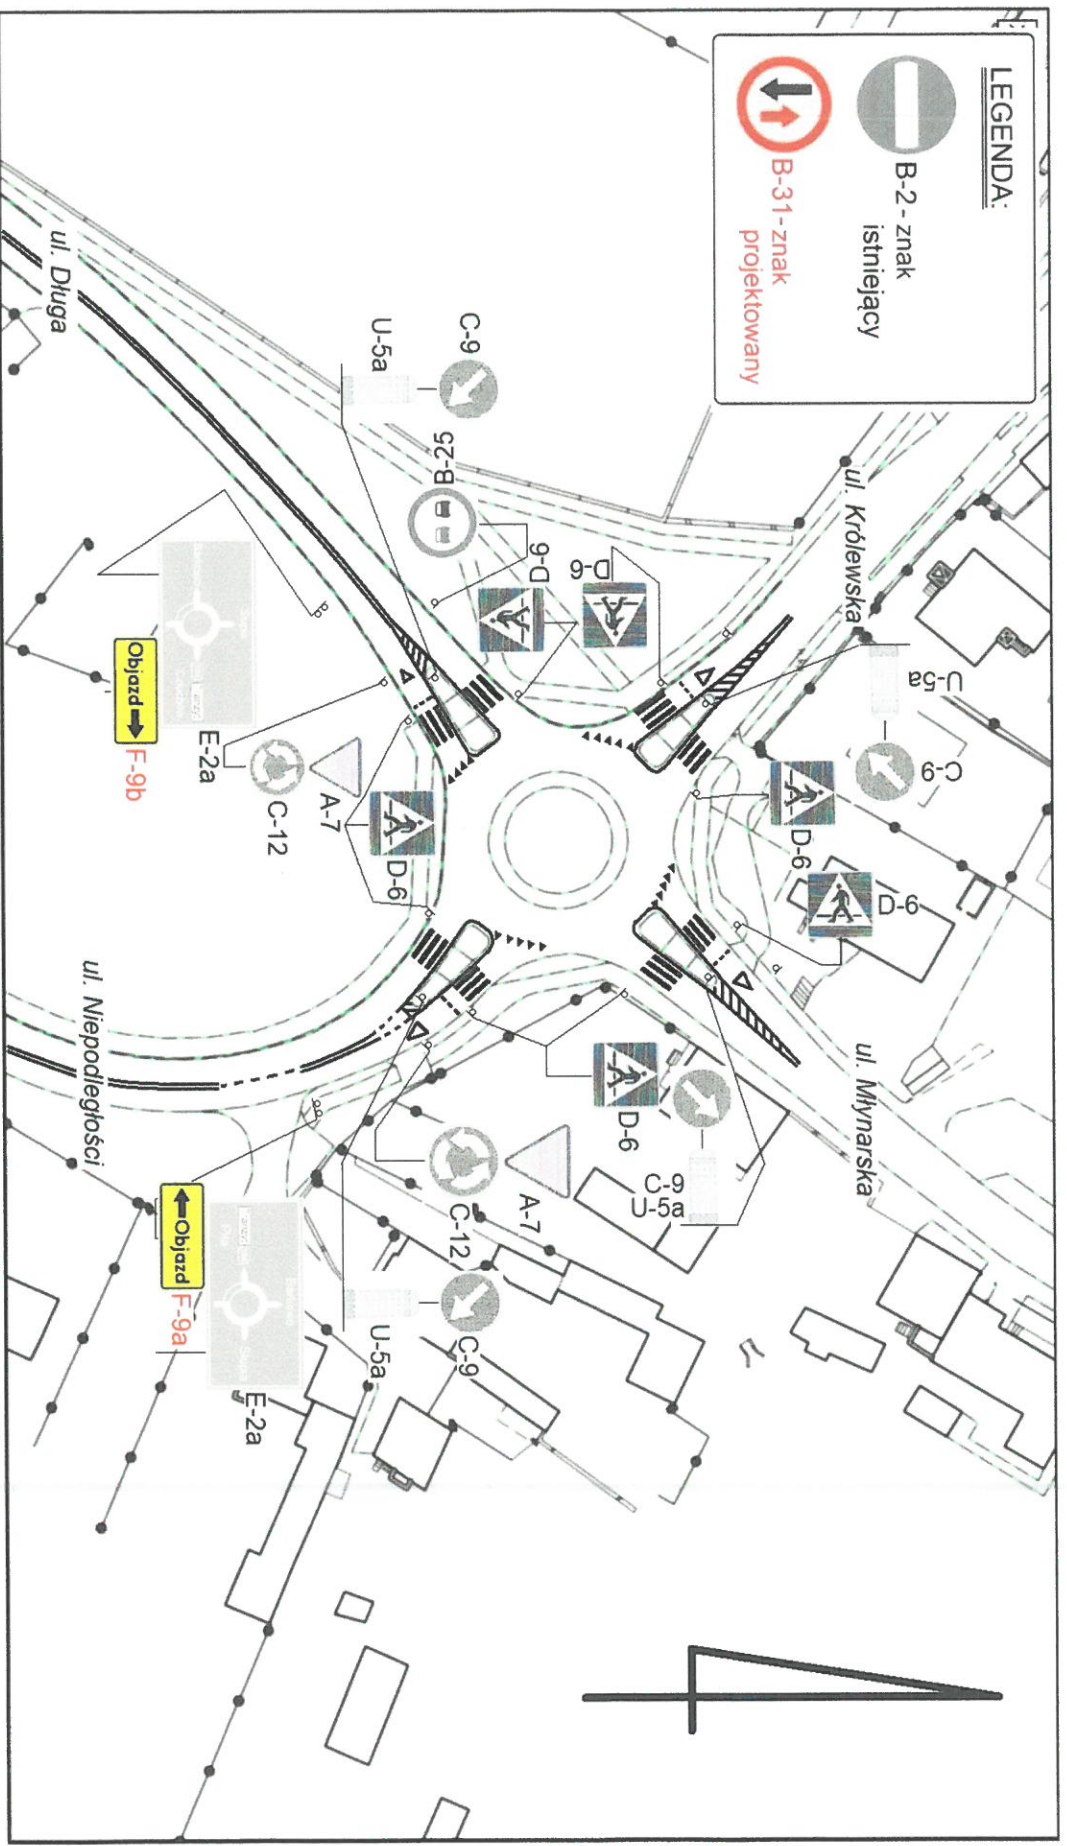 LEGENDA:
B-2 - znak
istniejący
B-31 - znak
projektowany
ul. Królewska
U-5a
C-9
D-6
D-6
ul. Młynarska
C-9
U-5a
B-25
D-6
D-6
D-6
C-9
U-5a
A-7
C-12
C-9
U-5a
D-6
A-7
C-12
E-2a
Objazd
F-9b
ul. Długa
ul. Niepodległości
Objazd
F-9a
E-2a